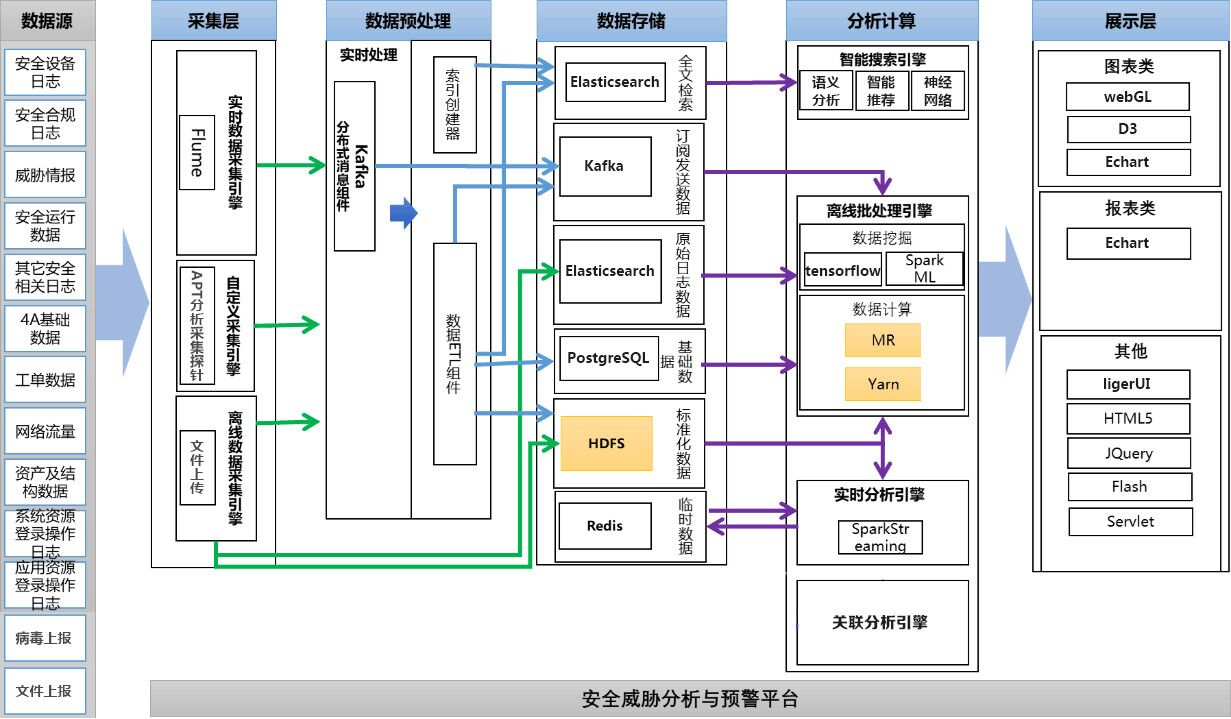 数据源
安全设备
日志
安全合规
日志
威胁情报
安全运行
数据
其它安全
相关日志
4A基础
数据
工单数据
网络流量
资产及结
构数据
系统资源
登录操作
日志
应用资源
登录操作
日志
病毒上报
文件上报
采集层
Flume
实时数据采集引擎
APT分析采集探针
自定义采集引擎
文件上传
离线数据采集引擎
数据预处理
实时处理
Kafka
分布式消息组件
索引创建器
数据ETL组件
数据存储
Elasticsearch
全文检索
Kafka
订阅发送数据
Elasticsearch
原始日志数据
PostgreSQL
基础数
据
HDFS
标准化数据
Redis
临时数据
分析计算
智能搜索引擎
语义
分析
智能
推荐
神经
网络
离线批处理引擎
数据挖掘
tensorflow
Spark
ML
数据计算
MR
Yarn
实时分析引擎
SparkStr
eaming
关联分析引擎
展示层
图表类
webGL
D3
Echart
报表类
Echart
其他
ligerUI
HTML5
JQuery
Flash
Servlet
安全威胁分析与预警平台